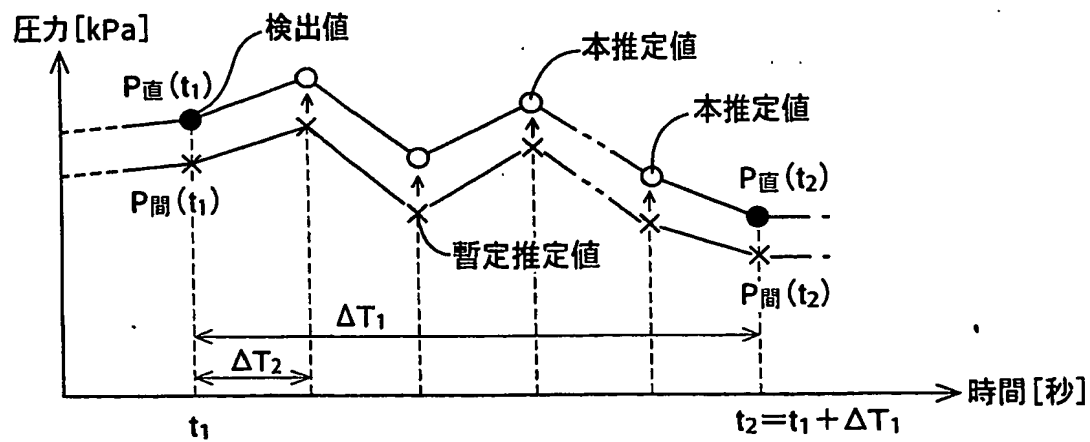 圧力[kPa]
検出値
P直(t₁)
本推定値
本推定値
P直(t₂)
P間(t₁)
暫定推定値
P間(t₂)
ΔT₁
ΔT₂
時間[秒]
t₁
t₂=t₁+ΔT₁